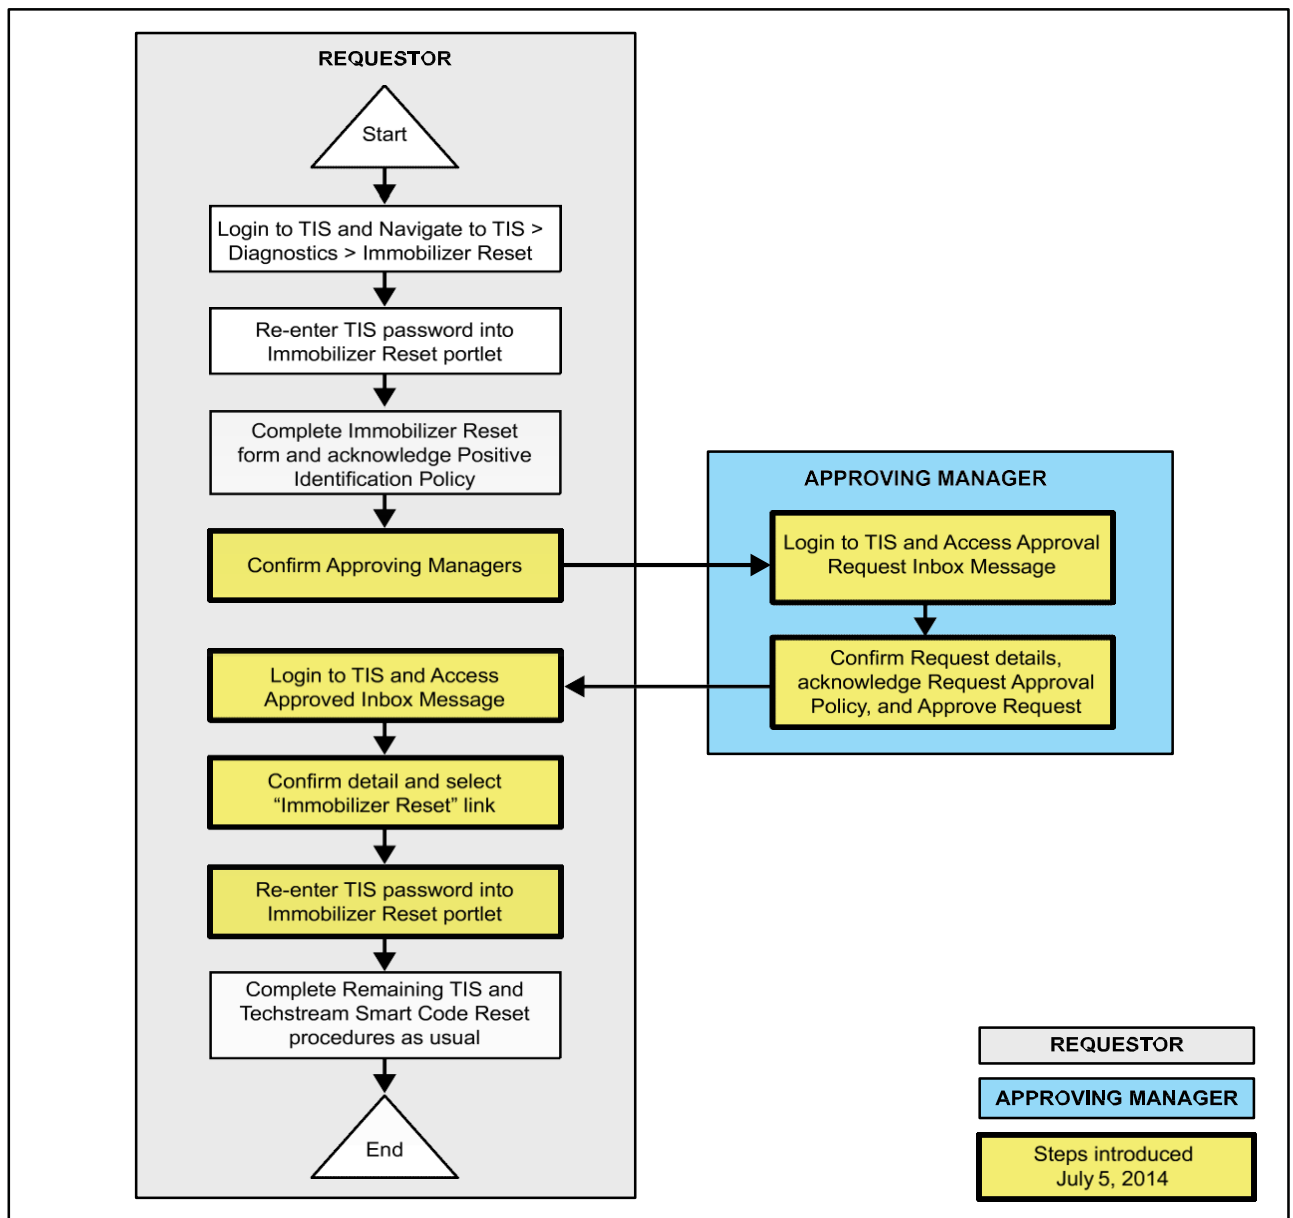 REQUESTOR
Start
Login to TIS and Navigate to TIS >
Diagnostics > Immobilizer Reset
Re-enter TIS password into
Immobilizer Reset portlet
Complete Immobilizer Reset
form and acknowledge Positive
Identification Policy
Confirm Approving Managers
APPROVING MANAGER
Login to TIS and Access Approval
Request Inbox Message
Confirm Request details,
acknowledge Request Approval
Policy, and Approve Request
Login to TIS and Access
Approved Inbox Message
Confirm detail and select
“Immobilizer Reset” link
Re-enter TIS password into
Immobilizer Reset portlet
Complete Remaining TIS and
Techstream Smart Code Reset
procedures as usual
End
REQUESTOR
APPROVING MANAGER
Steps introduced
July 5, 2014